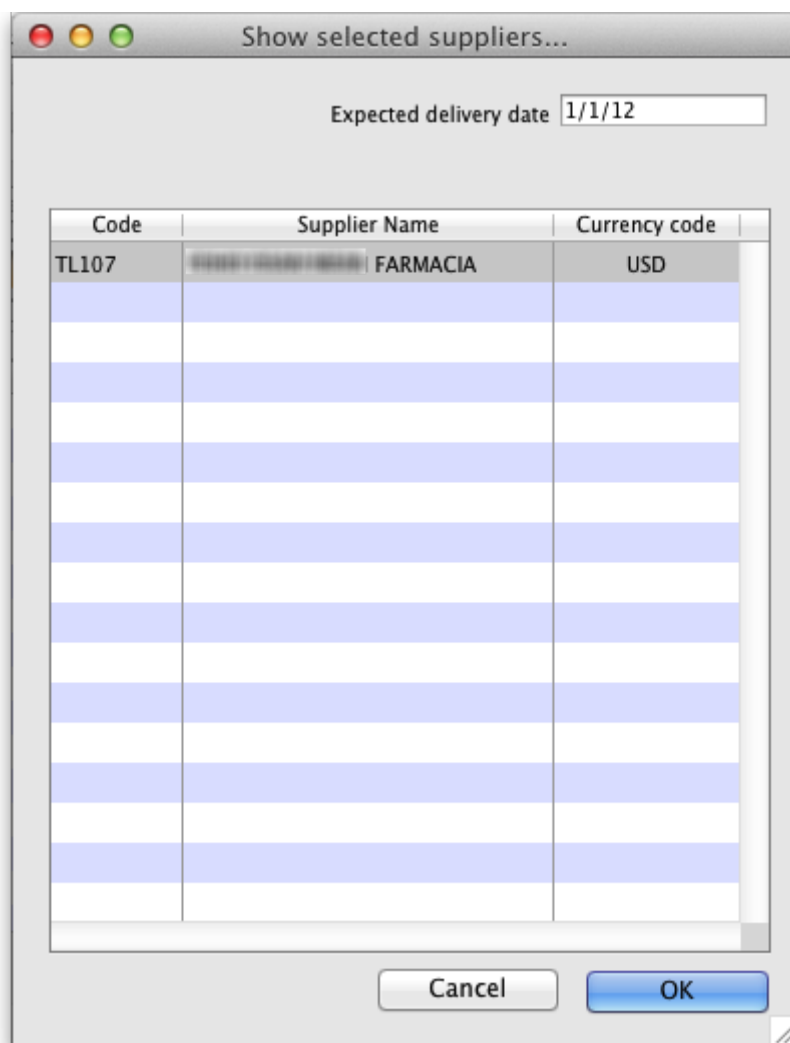 Show selected suppliers...
Expected delivery date 1/1/12
Code Supplier Name Currency code
TL107 FARMACIA USD
Cancel OK